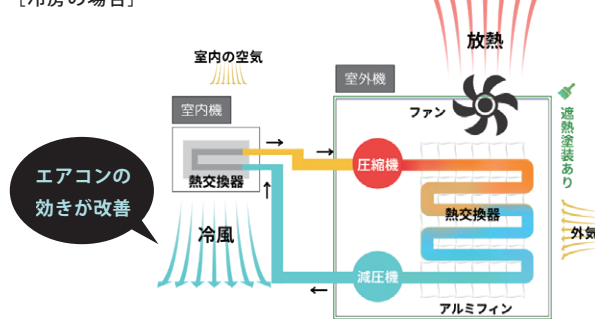 [冷房の場合]
放熱
室内の空気
室外機
室内機
ファン
遮熱塗装あり
圧縮機
エアコンの
効きが改善
熱交換器
熱交換器
冷風
外気
減圧機
アルミフィン